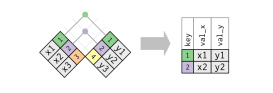 x1 1
x2 2
x3 3
1 y1
2 y2
4 y3
key val_x val_y
1 x1 y1
2 x2 y2